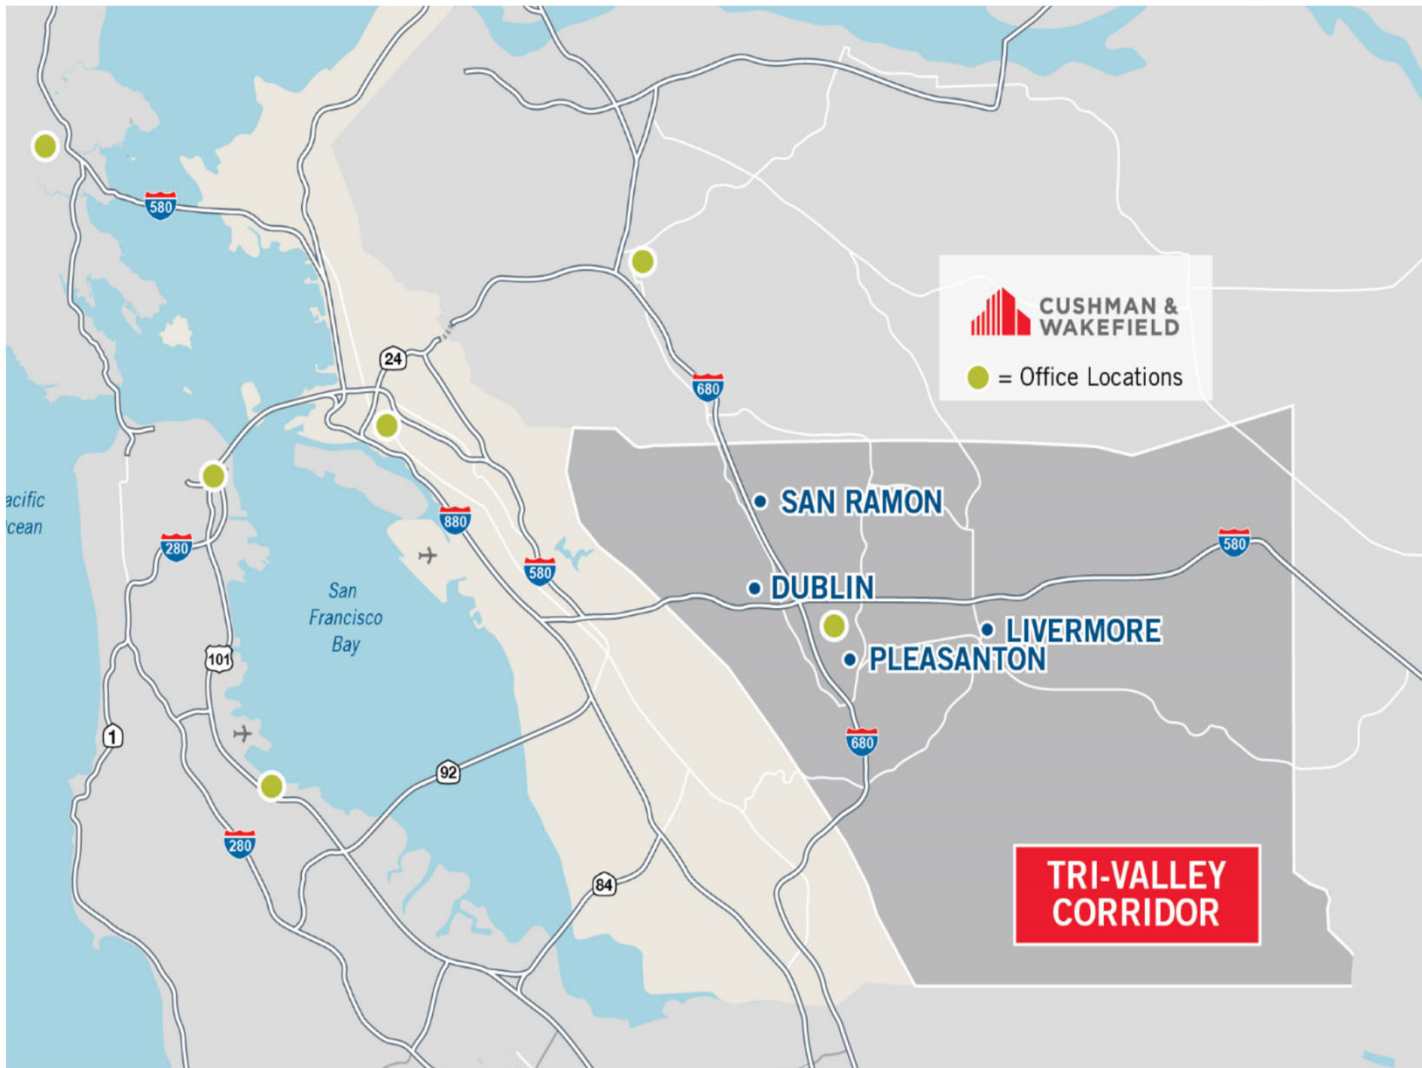 580
CUSHMAN &
WAKEFIELD
= Office Locations
24
680
acific
cean
SAN RAMON
880
280
580
580
San
Francisco
Bay
DUBLIN
LIVERMORE
PLEASANTON
101
1
680
92
280
84
TRI-VALLEY
CORRIDOR